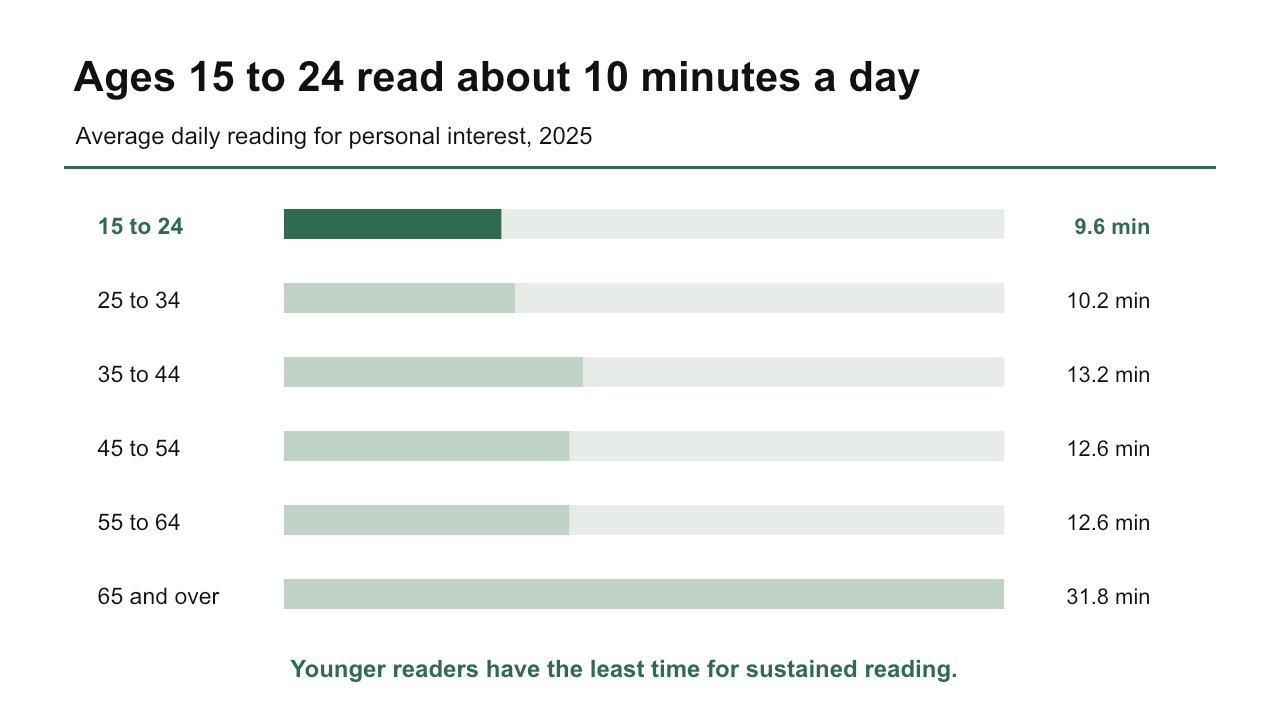 Ages 15 to 24 read about 10 minutes a day
Average daily reading for personal interest, 2025
15 to 24 9.6 min
25 to 34 10.2 min
35 to 44 13.2 min
45 to 54 12.6 min
55 to 64 12.6 min
65 and over 31.8 min
Younger readers have the least time for sustained reading.